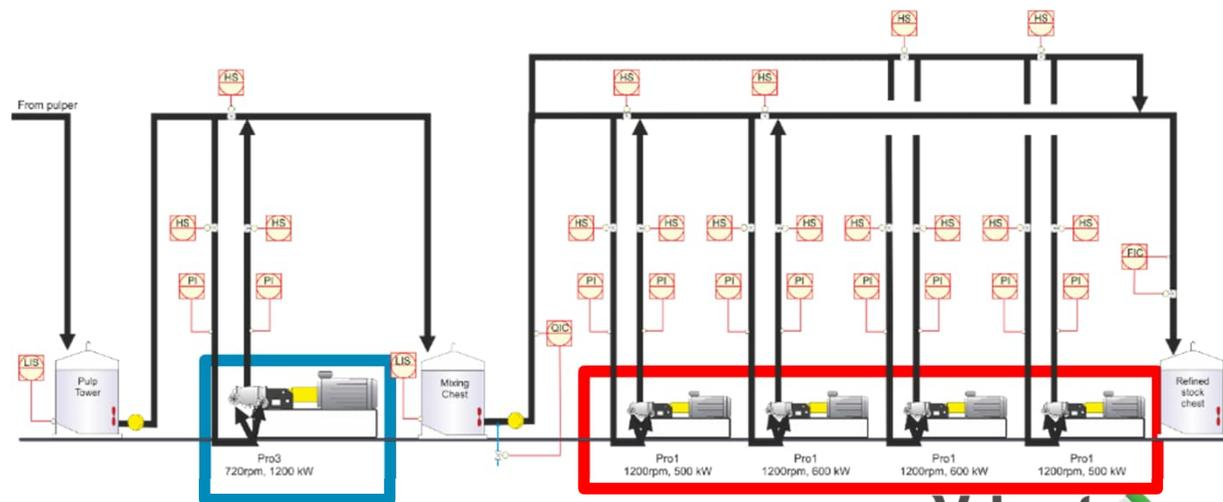 HS
HS
HS
HS
HS
From pulper
HS
HS
HS
HS
HS
HS
HS
HS
HS
HS
FIC
PI
PI
PI
PI
PI
PI
PI
PI
PI
PI
QIC
LIS
Pulp
Tower
LIS
Mixing
Chest
Refined
stock
chest
Pro3
720rpm, 1200 kW
Pro1
1200rpm, 500 kW
Pro1
1200rpm, 600 kW
Pro1
1200rpm, 600 kW
Pro1
1200rpm, 500 kW